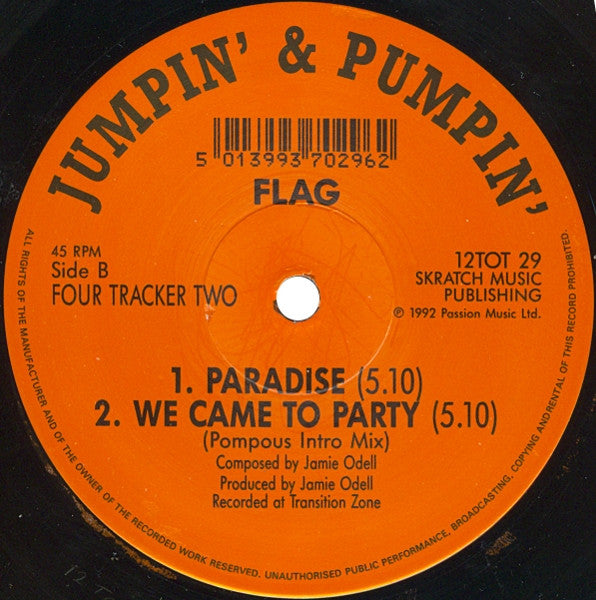 JUMPIN' & PUMPIN'
5 013993 702962
FLAG
45 RPM
Side B
FOUR TRACKER TWO
12TOT 29
SKRATCH MUSIC
PUBLISHING
℗ 1992 Passion Music Ltd.
1. PARADISE (5.10)
2. WE CAME TO PARTY (5.10)
(Pompous Intro Mix)
Composed by Jamie Odell
Produced by Jamie Odell
Recorded at Transition Zone
ALL RIGHTS OF THE MANUFACTURER AND OF THE OWNER OF THE RECORDED WORK RESERVED. UNAUTHORISED PUBLIC PERFORMANCE, BROADCASTING, COPYING ANDRENTAL OF THIS RECORD PROHIBITED.